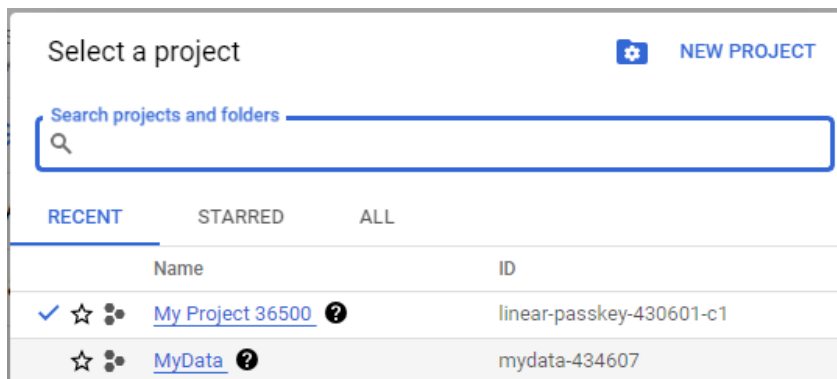 Select a project
NEW PROJECT
Search projects and folders
RECENT STARRED ALL
Name ID
My Project 36500 linear-passkey-430601-c1
MyData mydata-434607